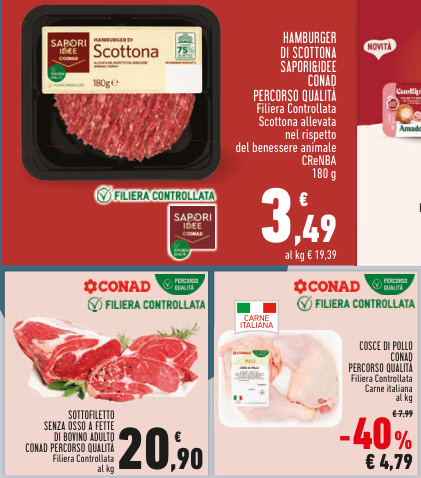 SAPORI
IDEE
CONAD
HAMBURGER DI
Scottona
75%
180g e
HAMBURGER
DI SCOTTONA
SAPORI&IDEE
CONAD
PERCORSO QUALITÀ
Filiera Controllata
Scottona allevata
nel rispetto
del benessere animale
CReNBA
180 g
€
3,49
al kg € 19,39
FILIERA CONTROLLATA
SAPORI
IDEE
CONAD
NOVITÀ
Amado
CONAD
PERCORSO
QUALITÀ
FILIERA CONTROLLATA
SOTTOFILETTO
SENZA OSSO A FETTE
DI BOVINO ADULTO
CONAD PERCORSO QUALITÀ
Filiera Controllata
al kg
€
20,90
CONAD
PERCORSO
QUALITÀ
FILIERA CONTROLLATA
CARNE
ITALIANA
COSCE DI POLLO
CONAD
PERCORSO QUALITÀ
Filiera Controllata
Carne italiana
al kg
€ 7,99
-40%
€ 4,79